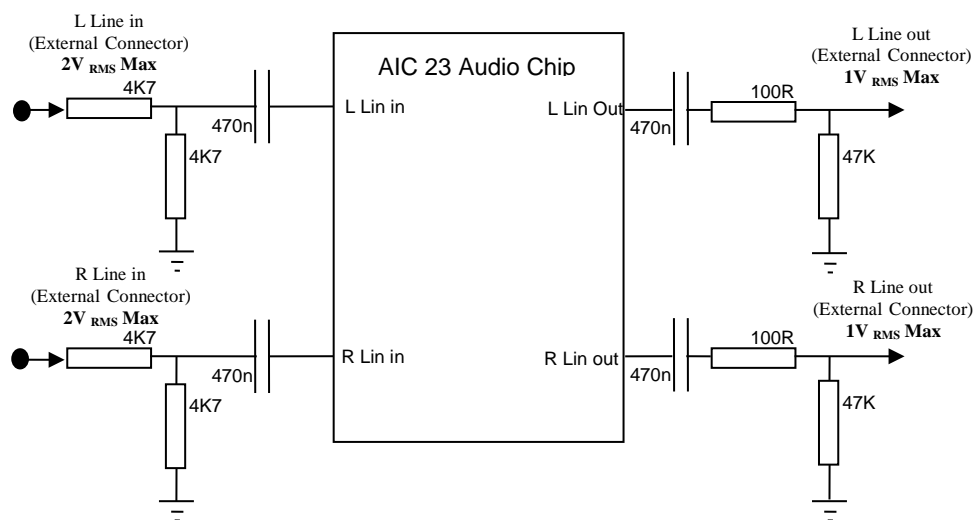 L Line in
(External Connector)
2V RMS Max
4K7
470n
4K7
AIC 23 Audio Chip
L Lin in
L Lin Out
470n
100R
L Line out
(External Connector)
1V RMS Max
47K
R Line in
(External Connector)
2V RMS Max
4K7
470n
4K7
R Lin in
R Lin out
470n
100R
R Line out
(External Connector)
1V RMS Max
47K